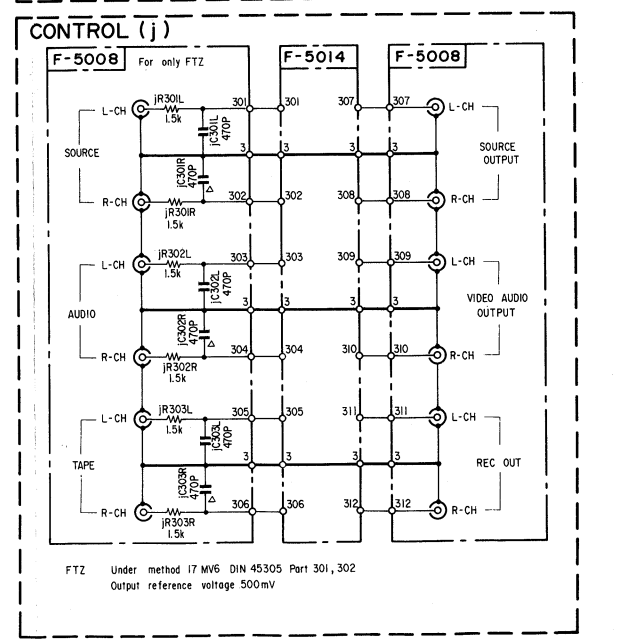 CONTROL (j)
F-5008 For only FTZ F-5014 F-5008
L-CH jR301L 1.5k 301 301 307 307 L-CH
jC301L 470P
SOURCE 3 3 3 3 SOURCE OUTPUT
jC301R 470P
R-CH jR301R 1.5k 302 302 308 308 R-CH
L-CH jR302L 1.5k 303 303 309 309 L-CH
jC302L 470P
AUDIO 3 3 3 3 VIDEO AUDIO OUTPUT
jC302R 470P
R-CH jR302R 1.5k 304 304 310 310 R-CH
L-CH jR303L 1.5k 305 305 311 311 L-CH
jC303L 470P
TAPE 3 3 3 3 REC OUT
jC303R 470P
R-CH jR303R 1.5k 306 306 312 312 R-CH
FTZ Under method 17 MV6 DIN 45305 Part 301, 302
Output reference voltage 500mV